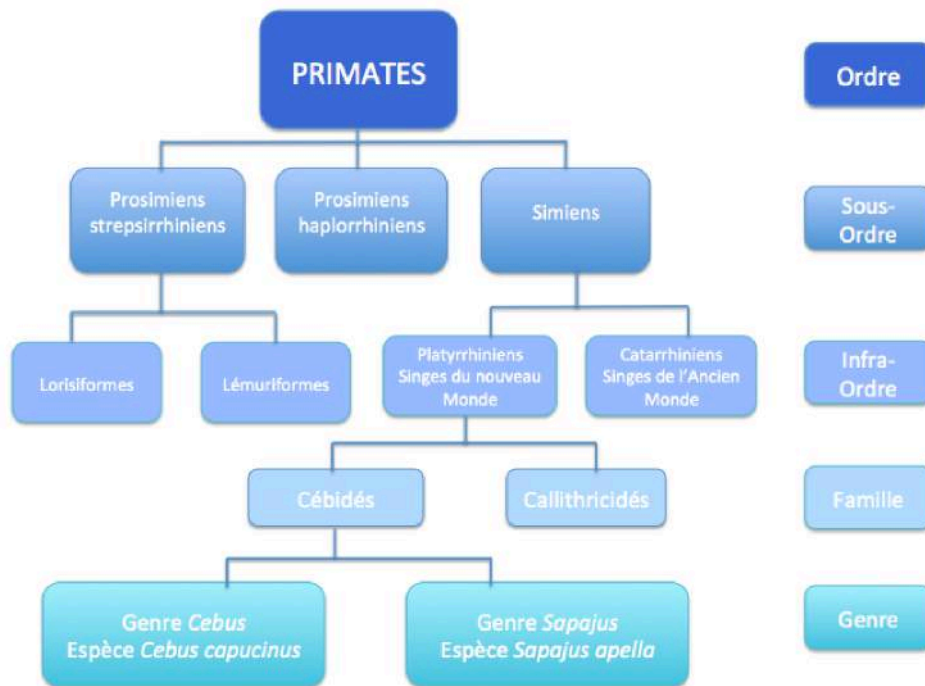 PRIMATES
Ordre
Prosimiens
strepsirrhiniens
Prosimiens
haplorrhiniens
Simiens
Sous-
Ordre
Lorisiformes
Lémuriformes
Platyrrhiniens
Singes du nouveau
Monde
Catarrhiniens
Singes de l'Ancien
Monde
Infra-
Ordre
Cébidés
Callithricidés
Famille
Genre Cebus
Espèce Cebus capucinus
Genre Sapajus
Espèce Sapajus apella
Genre